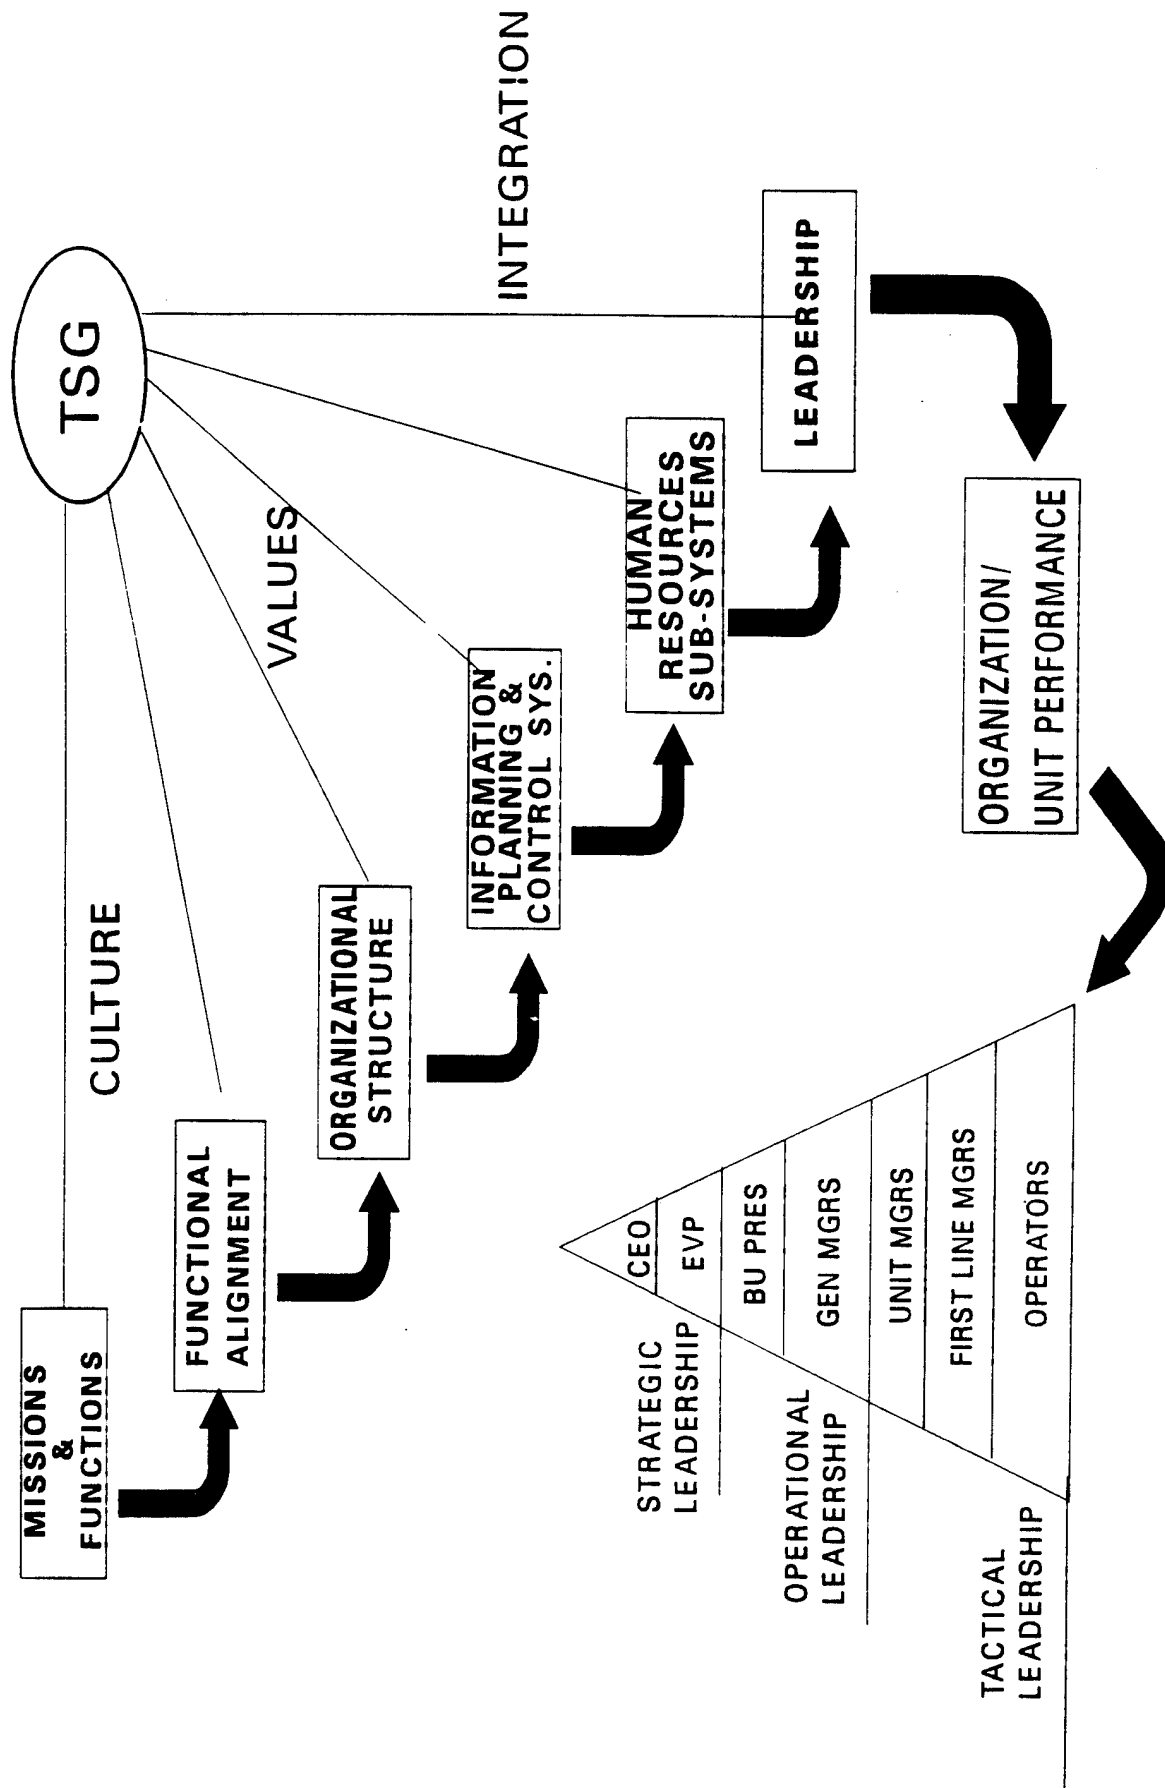 TSG
MISSIONS
&
FUNCTIONS
CULTURE
FUNCTIONAL
ALIGNMENT
VALUES
ORGANIZATIONAL
STRUCTURE
INTEGRATION
INFORMATION
PLANNING &
CONTROL SYS.
HUMAN
RESOURCES
SUB-SYSTEMS
LEADERSHIP
ORGANIZATION/
UNIT PERFORMANCE
STRATEGIC
LEADERSHIP
OPERATIONAL
LEADERSHIP
TACTICAL
LEADERSHIP
CEO
EVP
BU PRES
GEN MGRS
UNIT MGRS
FIRST LINE MGRS
OPERATORS